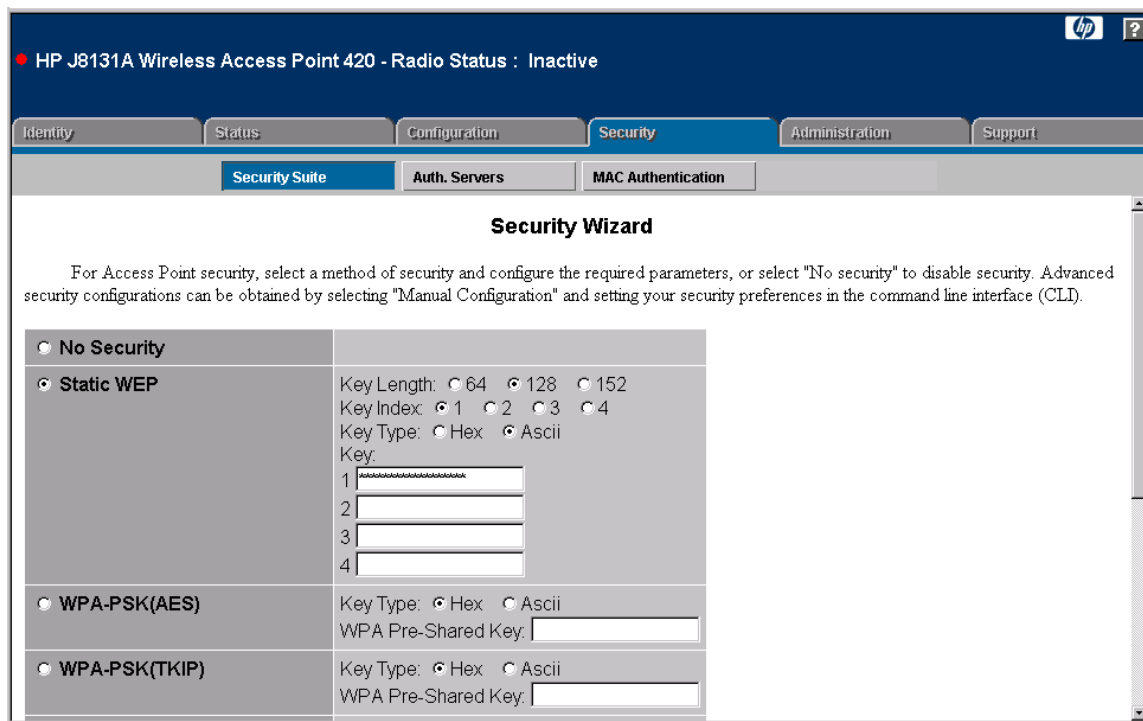 hp ?
HP J8131A Wireless Access Point 420 - Radio Status : Inactive
Identity Status Configuration Security Administration Support
Security Suite Auth. Servers MAC Authentication
Security Wizard
For Access Point security, select a method of security and configure the required parameters, or select "No security" to disable security. Advanced
security configurations can be obtained by selecting "Manual Configuration" and setting your security preferences in the command line interface (CLI).
No Security
Static WEP Key Length: 64 128 152
Key Index: 1 2 3 4
Key Type: Hex Ascii
Key:
1 ********************
2
3
4
WPA-PSK(AES) Key Type: Hex Ascii
WPA Pre-Shared Key:
WPA-PSK(TKIP) Key Type: Hex Ascii
WPA Pre-Shared Key: